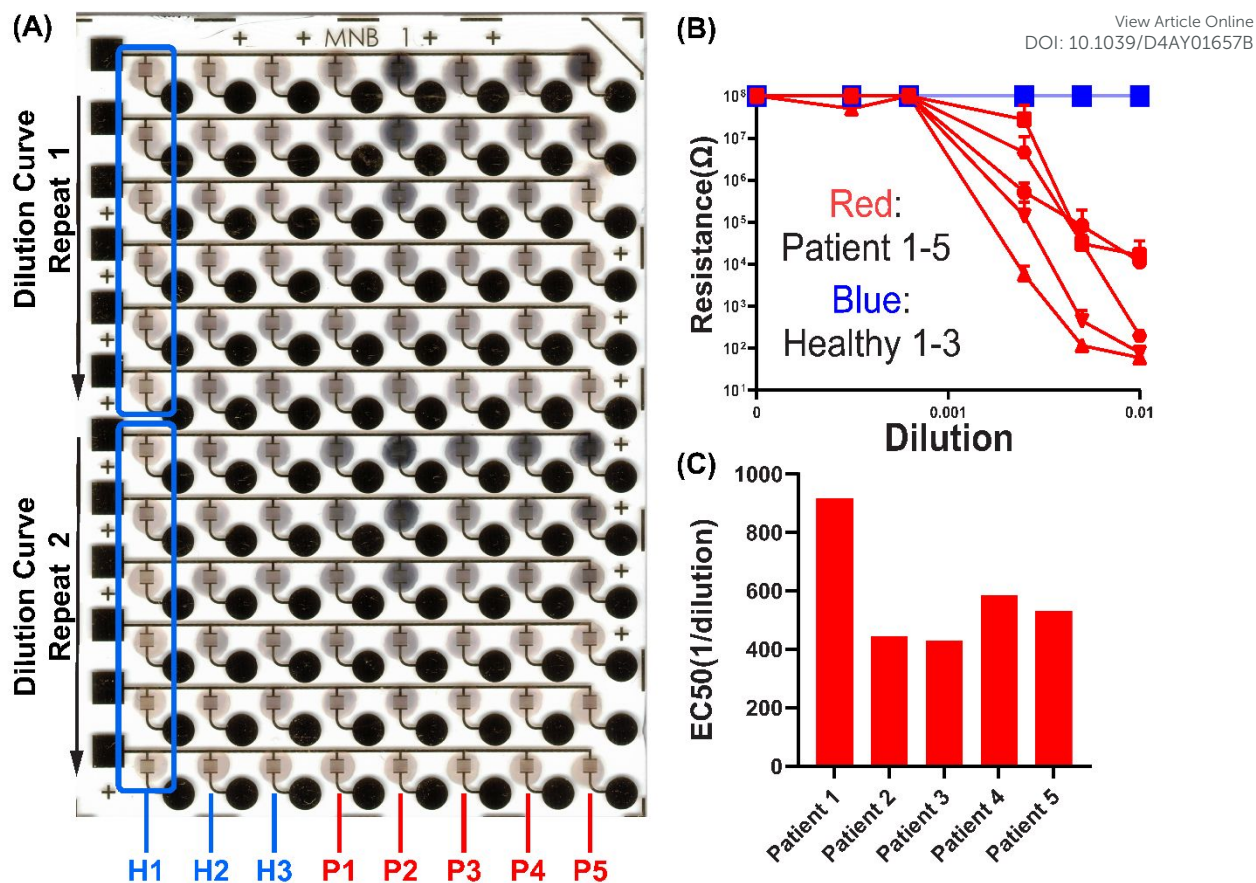 (A)
+ + MNB 1 + +
Dilution Curve
Repeat 1
Dilution Curve
Repeat 2
H1 H2 H3 P1 P2 P3 P4 P5
(B)
View Article Online
DOI: 10.1039/D4AY01657B
Resistance(Ω)
10⁸
10⁷
10⁶
10⁵
10⁴
10³
10²
10¹
Red:
Patient 1-5
Blue:
Healthy 1-3
0 0.001 0.01
Dilution
(C)
EC50(1/dilution)
1000
800
600
400
200
0
Patient 1
Patient 2
Patient 3
Patient 4
Patient 5